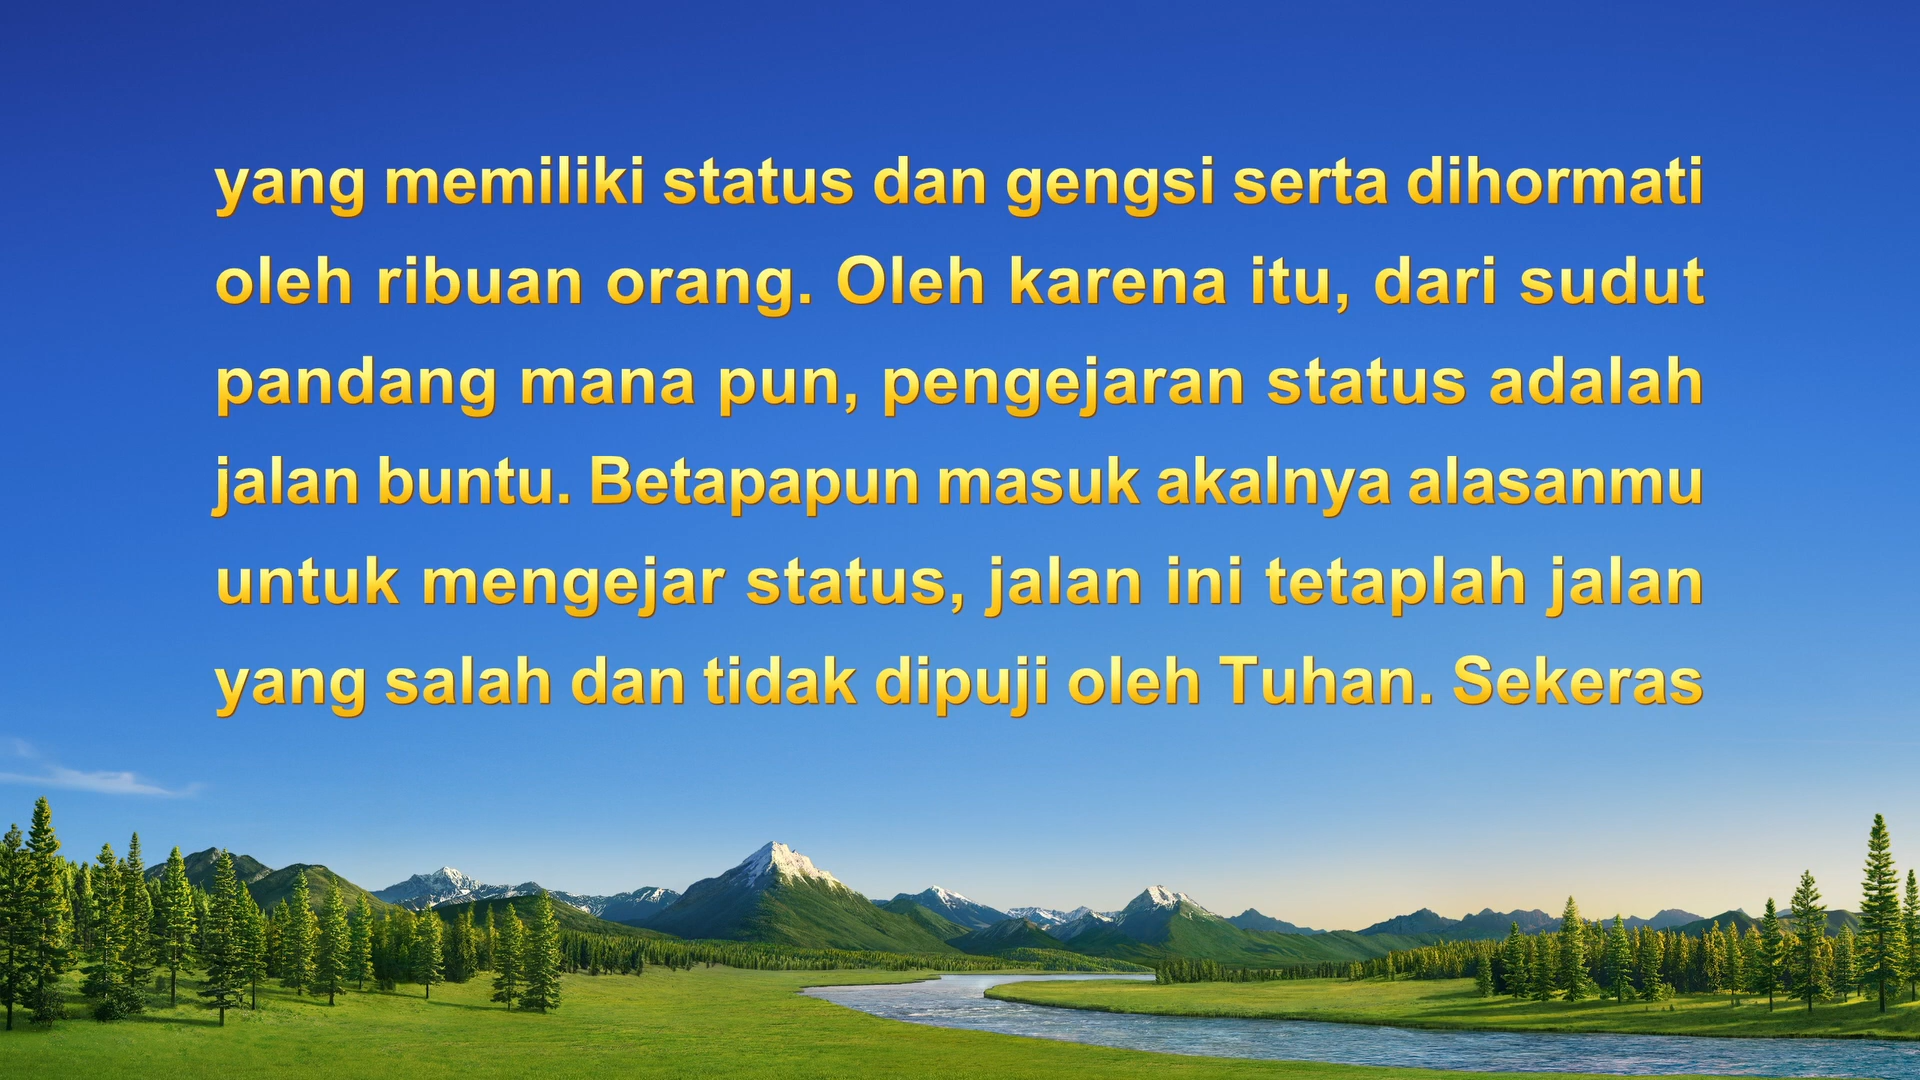 yang memiliki status dan gengsi serta dihormati
oleh ribuan orang. Oleh karena itu, dari sudut
pandang mana pun, pengejaran status adalah
jalan buntu. Betapapun masuk akalnya alasanmu
untuk mengejar status, jalan ini tetaplah jalan
yang salah dan tidak dipuji oleh Tuhan. Sekeras